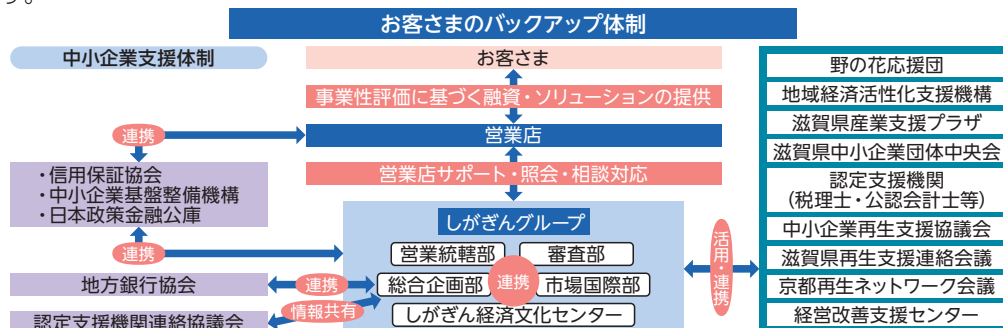 す。
お客さまのバックアップ体制
中小企業支援体制
お客さま
事業性評価に基づく融資・ソリューションの提供
連携
営業店
営業店サポート・照会・相談対応
・信用保証協会
・中小企業基盤整備機構
・日本政策金融公庫
連携
しがぎんグループ
営業統轄部
審査部
総合企画部
連携
市場国際部
しがぎん経済文化センター
地方銀行協会
連携
認定支援機関連絡協議会
情報共有
活用・連携
野の花応援団
地域経済活性化支援機構
滋賀県産業支援プラザ
滋賀県中小企業団体中央会
認定支援機関
(税理士・公認会計士等)
中小企業再生支援協議会
滋賀県再生支援連絡会議
京都再生ネットワーク会議
経営改善支援センター